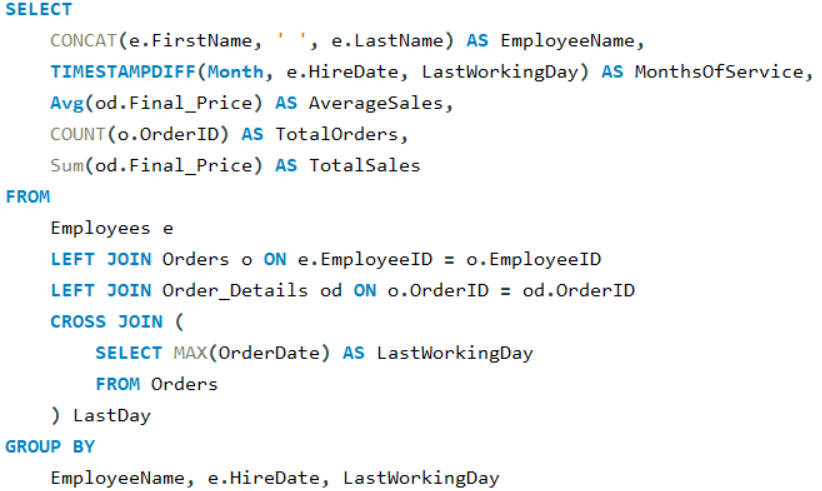 SELECT
CONCAT(e.FirstName, ' ', e.LastName) AS EmployeeName,
TIMESTAMPDIFF(Month, e.HireDate, LastWorkingDay) AS MonthsOfService,
Avg(od.Final_Price) AS AverageSales,
COUNT(o.OrderID) AS TotalOrders,
Sum(od.Final_Price) AS TotalSales
FROM
Employees e
LEFT JOIN Orders o ON e.EmployeeID = o.EmployeeID
LEFT JOIN Order_Details od ON o.OrderID = od.OrderID
CROSS JOIN (
SELECT MAX(OrderDate) AS LastWorkingDay
FROM Orders
) LastDay
GROUP BY
EmployeeName, e.HireDate, LastWorkingDay